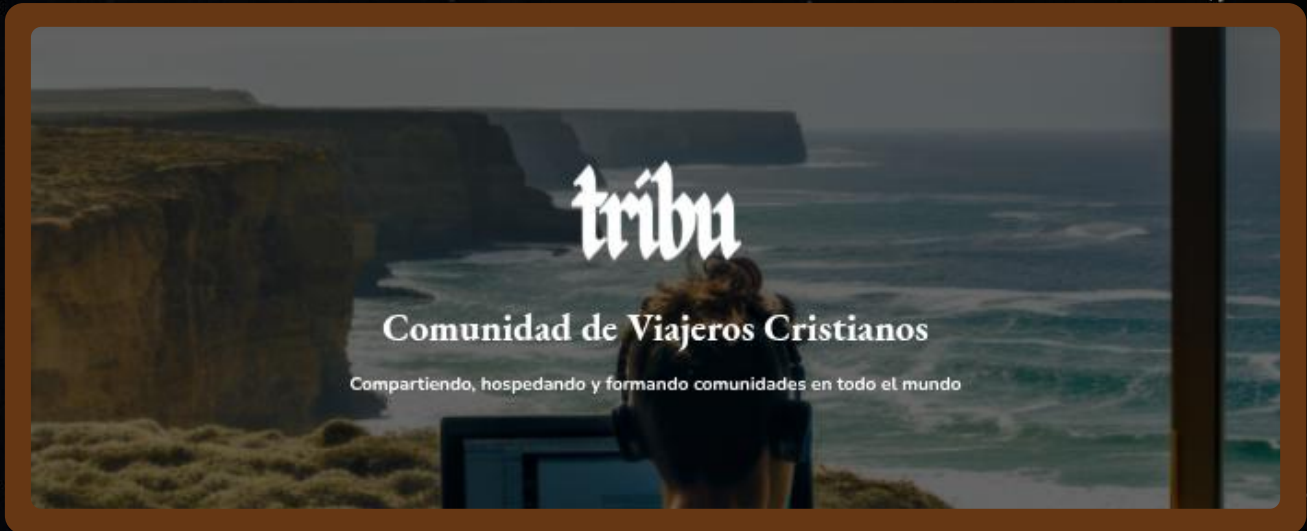 tribu
Comunidad de Viajeros Cristianos
Compartiendo, hospedando y formando comunidades en todo el mundo